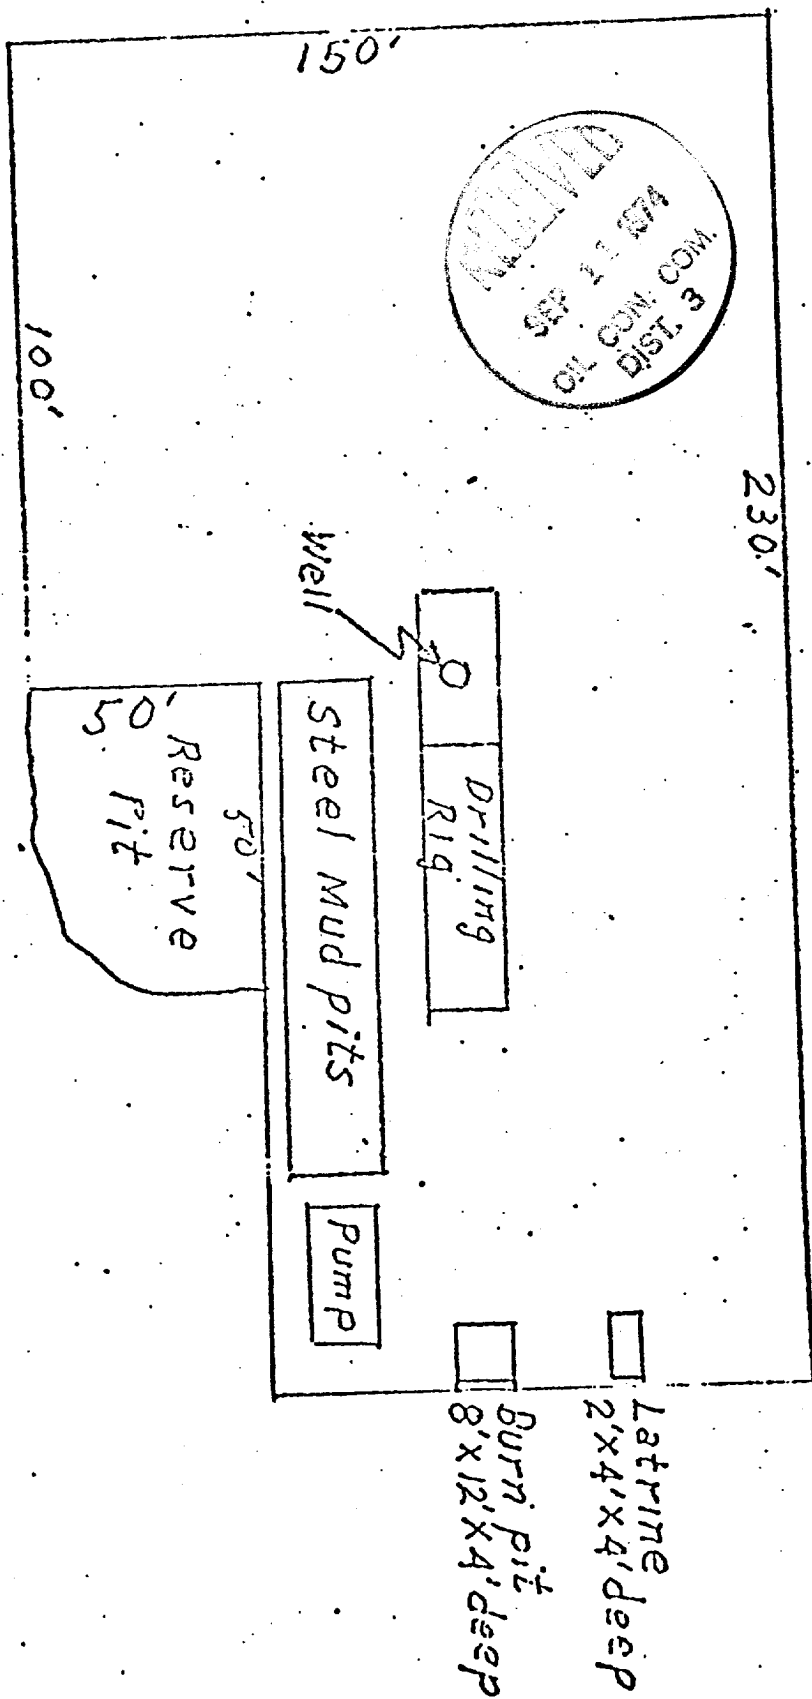 150'
RECEIVED
SEP 11 1974
OIL CON. COM.
DIST. 3
230'
100'
Well
Drilling
Rig
Steel Mud pits
50'
50'
Reserve
Pit
Pump
Latrine
2'x4'x4' deep
Burn pit
8'x12'x4' deep